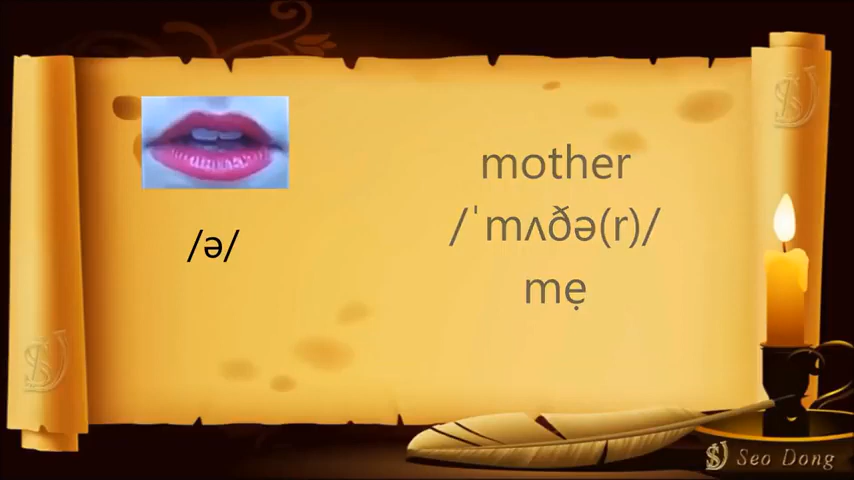 /ə/
mother
/ˈmʌðə(r)/
mẹ
Seo Dong